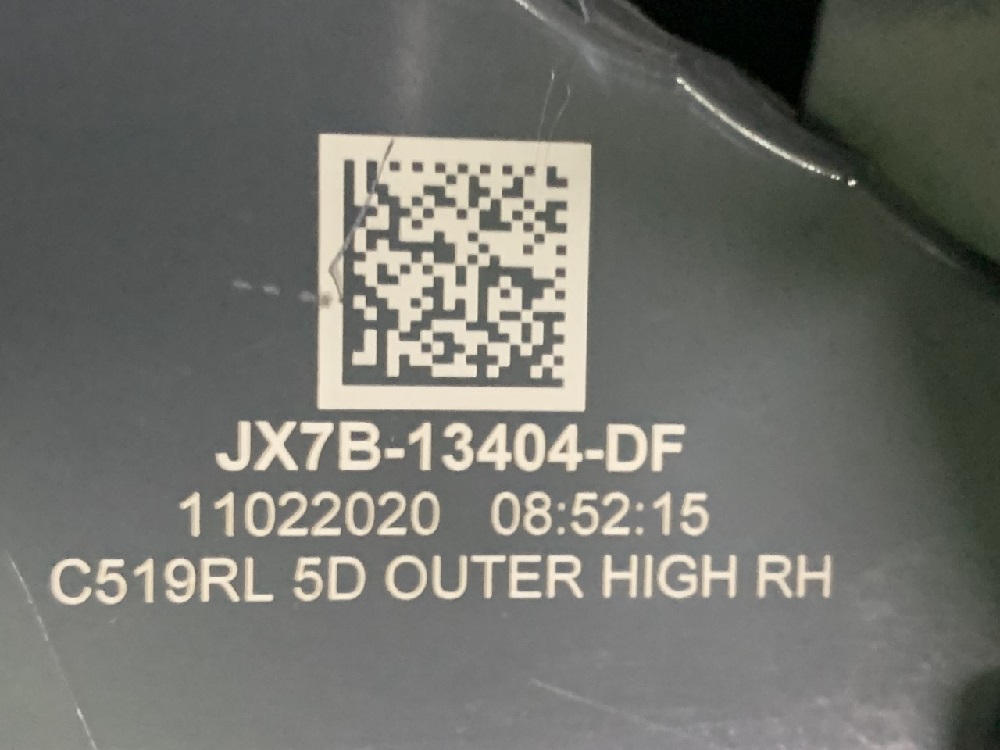 JX7B-13404-DF
11022020 08:52:15
C519RL 5D OUTER HIGH RH